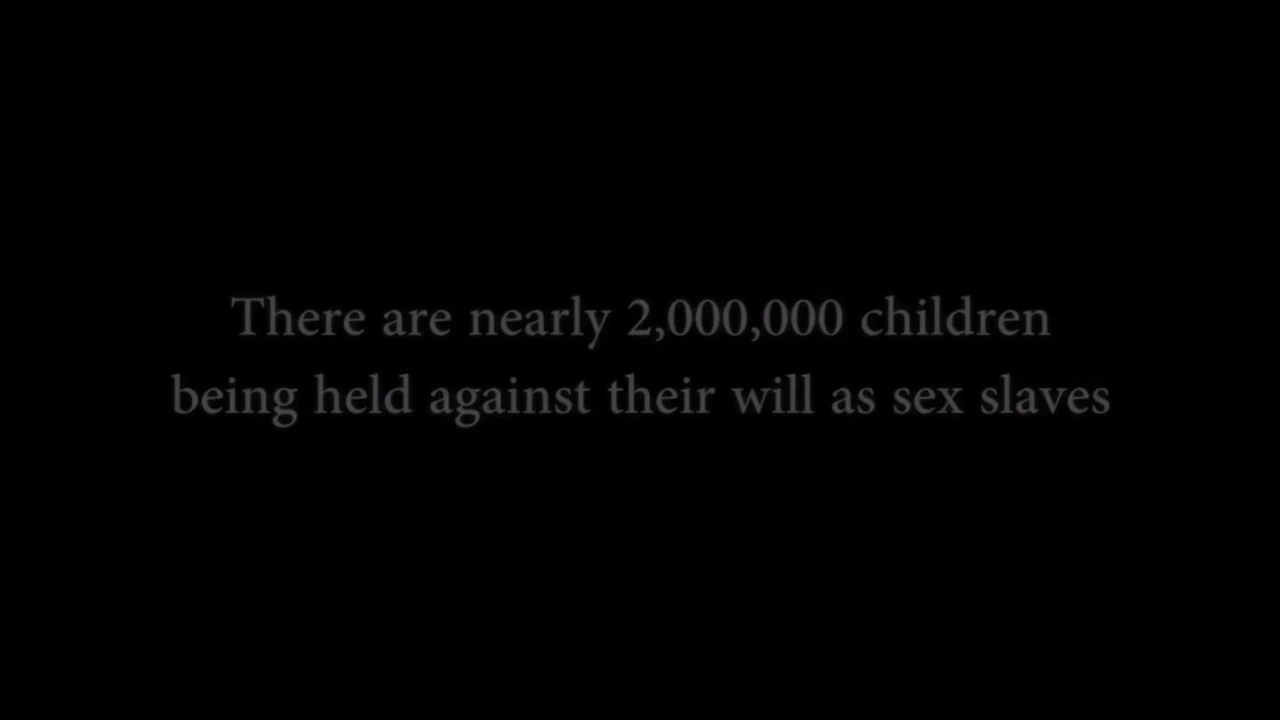 There are nearly 2,000,000 children
being held against their will as sex slaves